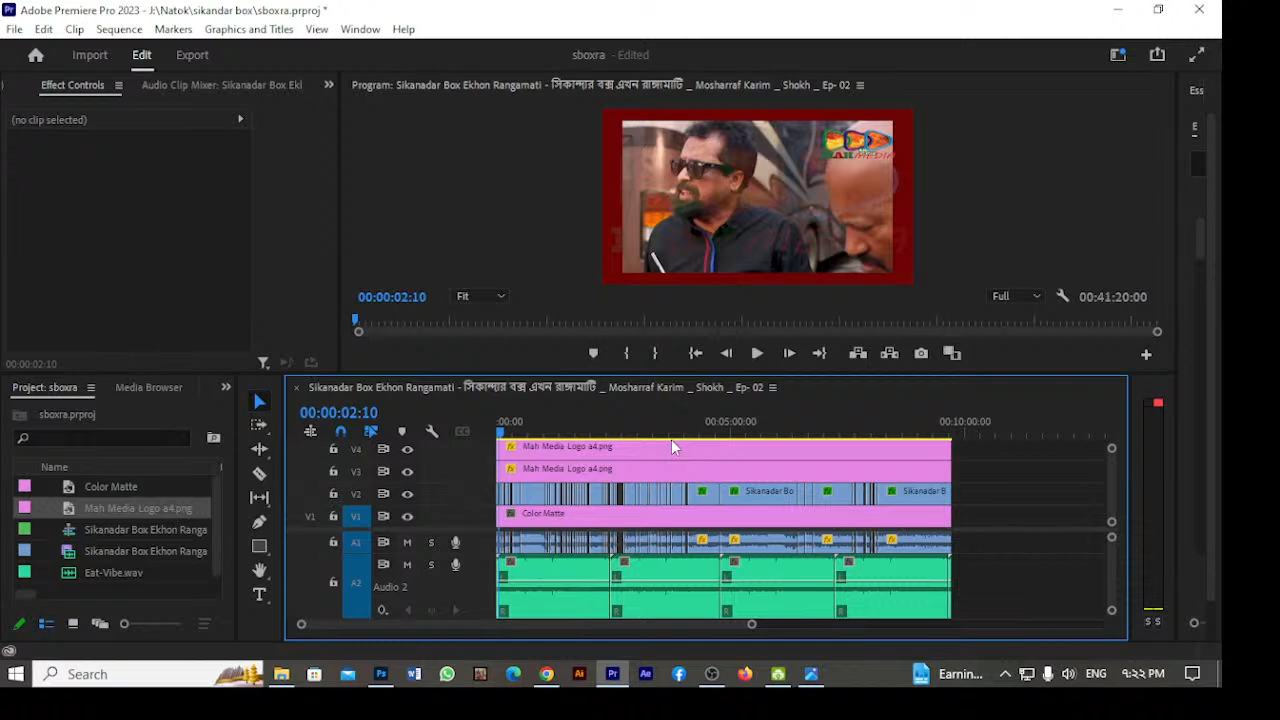 Adobe Premiere Pro 2023 - J:\Natok\sikandar box\sboxra.prproj *
File Edit Clip Sequence Markers Graphics and Titles View Window Help
Import Edit Export
sboxra - Edited
Effect Controls
Audio Clip Mixer: Sikanadar Box Ekl
Program: Sikanadar Box Ekhon Rangamati - সিকান্দার বক্স এখন রাঙ্গামাটি _ Mosharraf Karim _ Shokh _ Ep- 02
Ess
(no clip selected)
E
MEDIA
00:00:02:10
Fit
Full
00:41:20:00
00:00:02:10
Project: sboxra
Media Browser
sboxra.prproj
Name
Color Matte
Mah Media Logo a4.png
Sikanadar Box Ekhon Ranga
Sikanadar Box Ekhon Ranga
Eat-Vibe.wav
Sikanadar Box Ekhon Rangamati - সিকান্দার বক্স এখন রাঙ্গামাটি _ Mosharraf Karim _ Shokh _ Ep- 02
00:00:02:10
:00:00
00:05:00:00
00:10:00:00
V4
Mah Media Logo a4.png
V3
Mah Media Logo a4.png
V2
Sikanadar Bo
Sikanadar B
V1
V1
Color Matte
A1
M S
M S
A2
Audio 2
S S
Search
Earnin...
ENG
৯:২২ PM